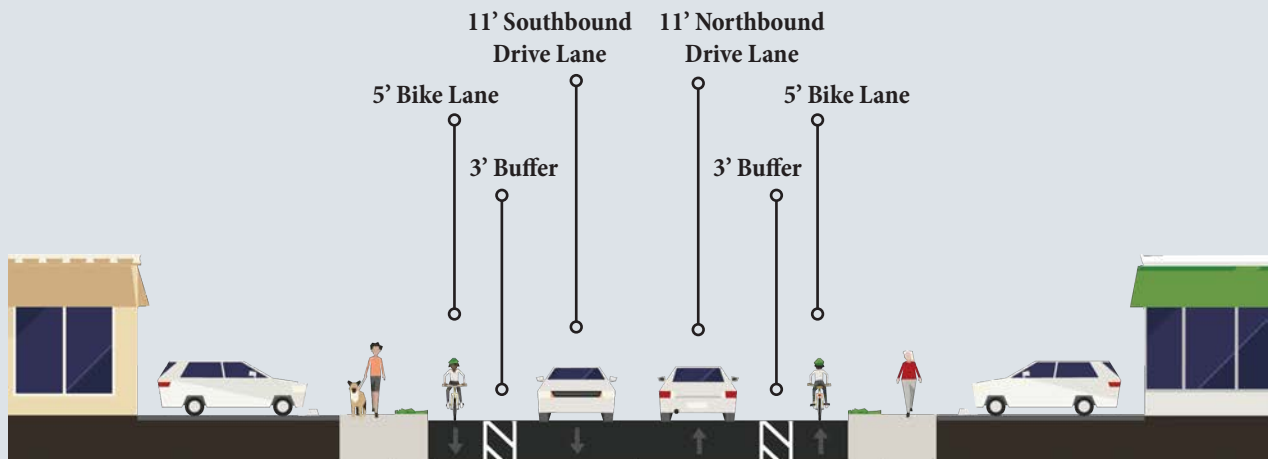 11’ Southbound
Drive Lane
11’ Northbound
Drive Lane
5’ Bike Lane
5’ Bike Lane
3’ Buffer
3’ Buffer